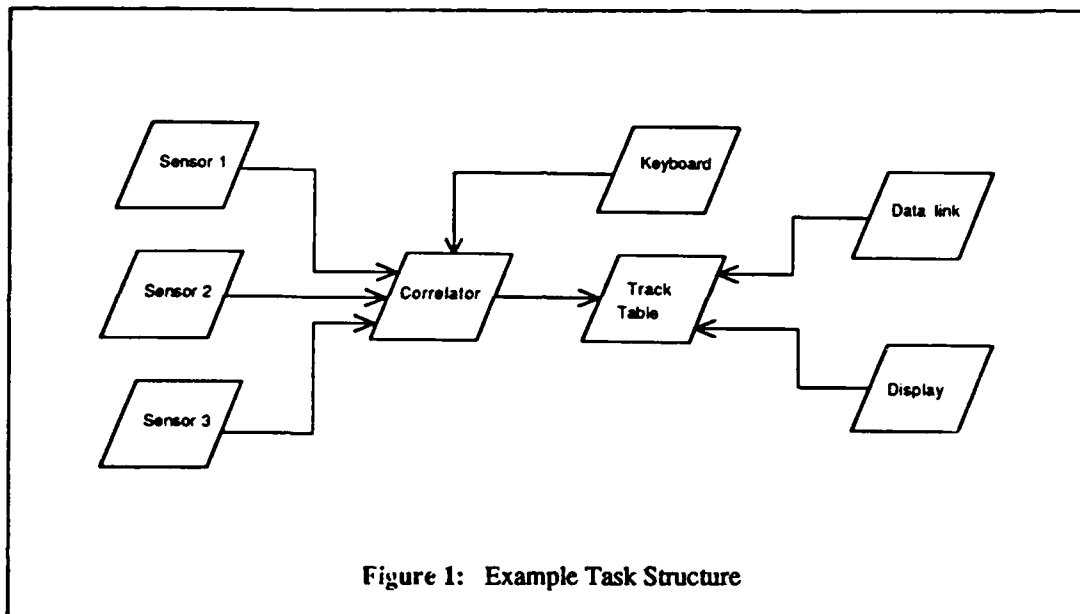 Sensor 1
Keyboard
Data link
Sensor 2
Correlator
Track
Table
Sensor 3
Display
Figure 1: Example Task Structure